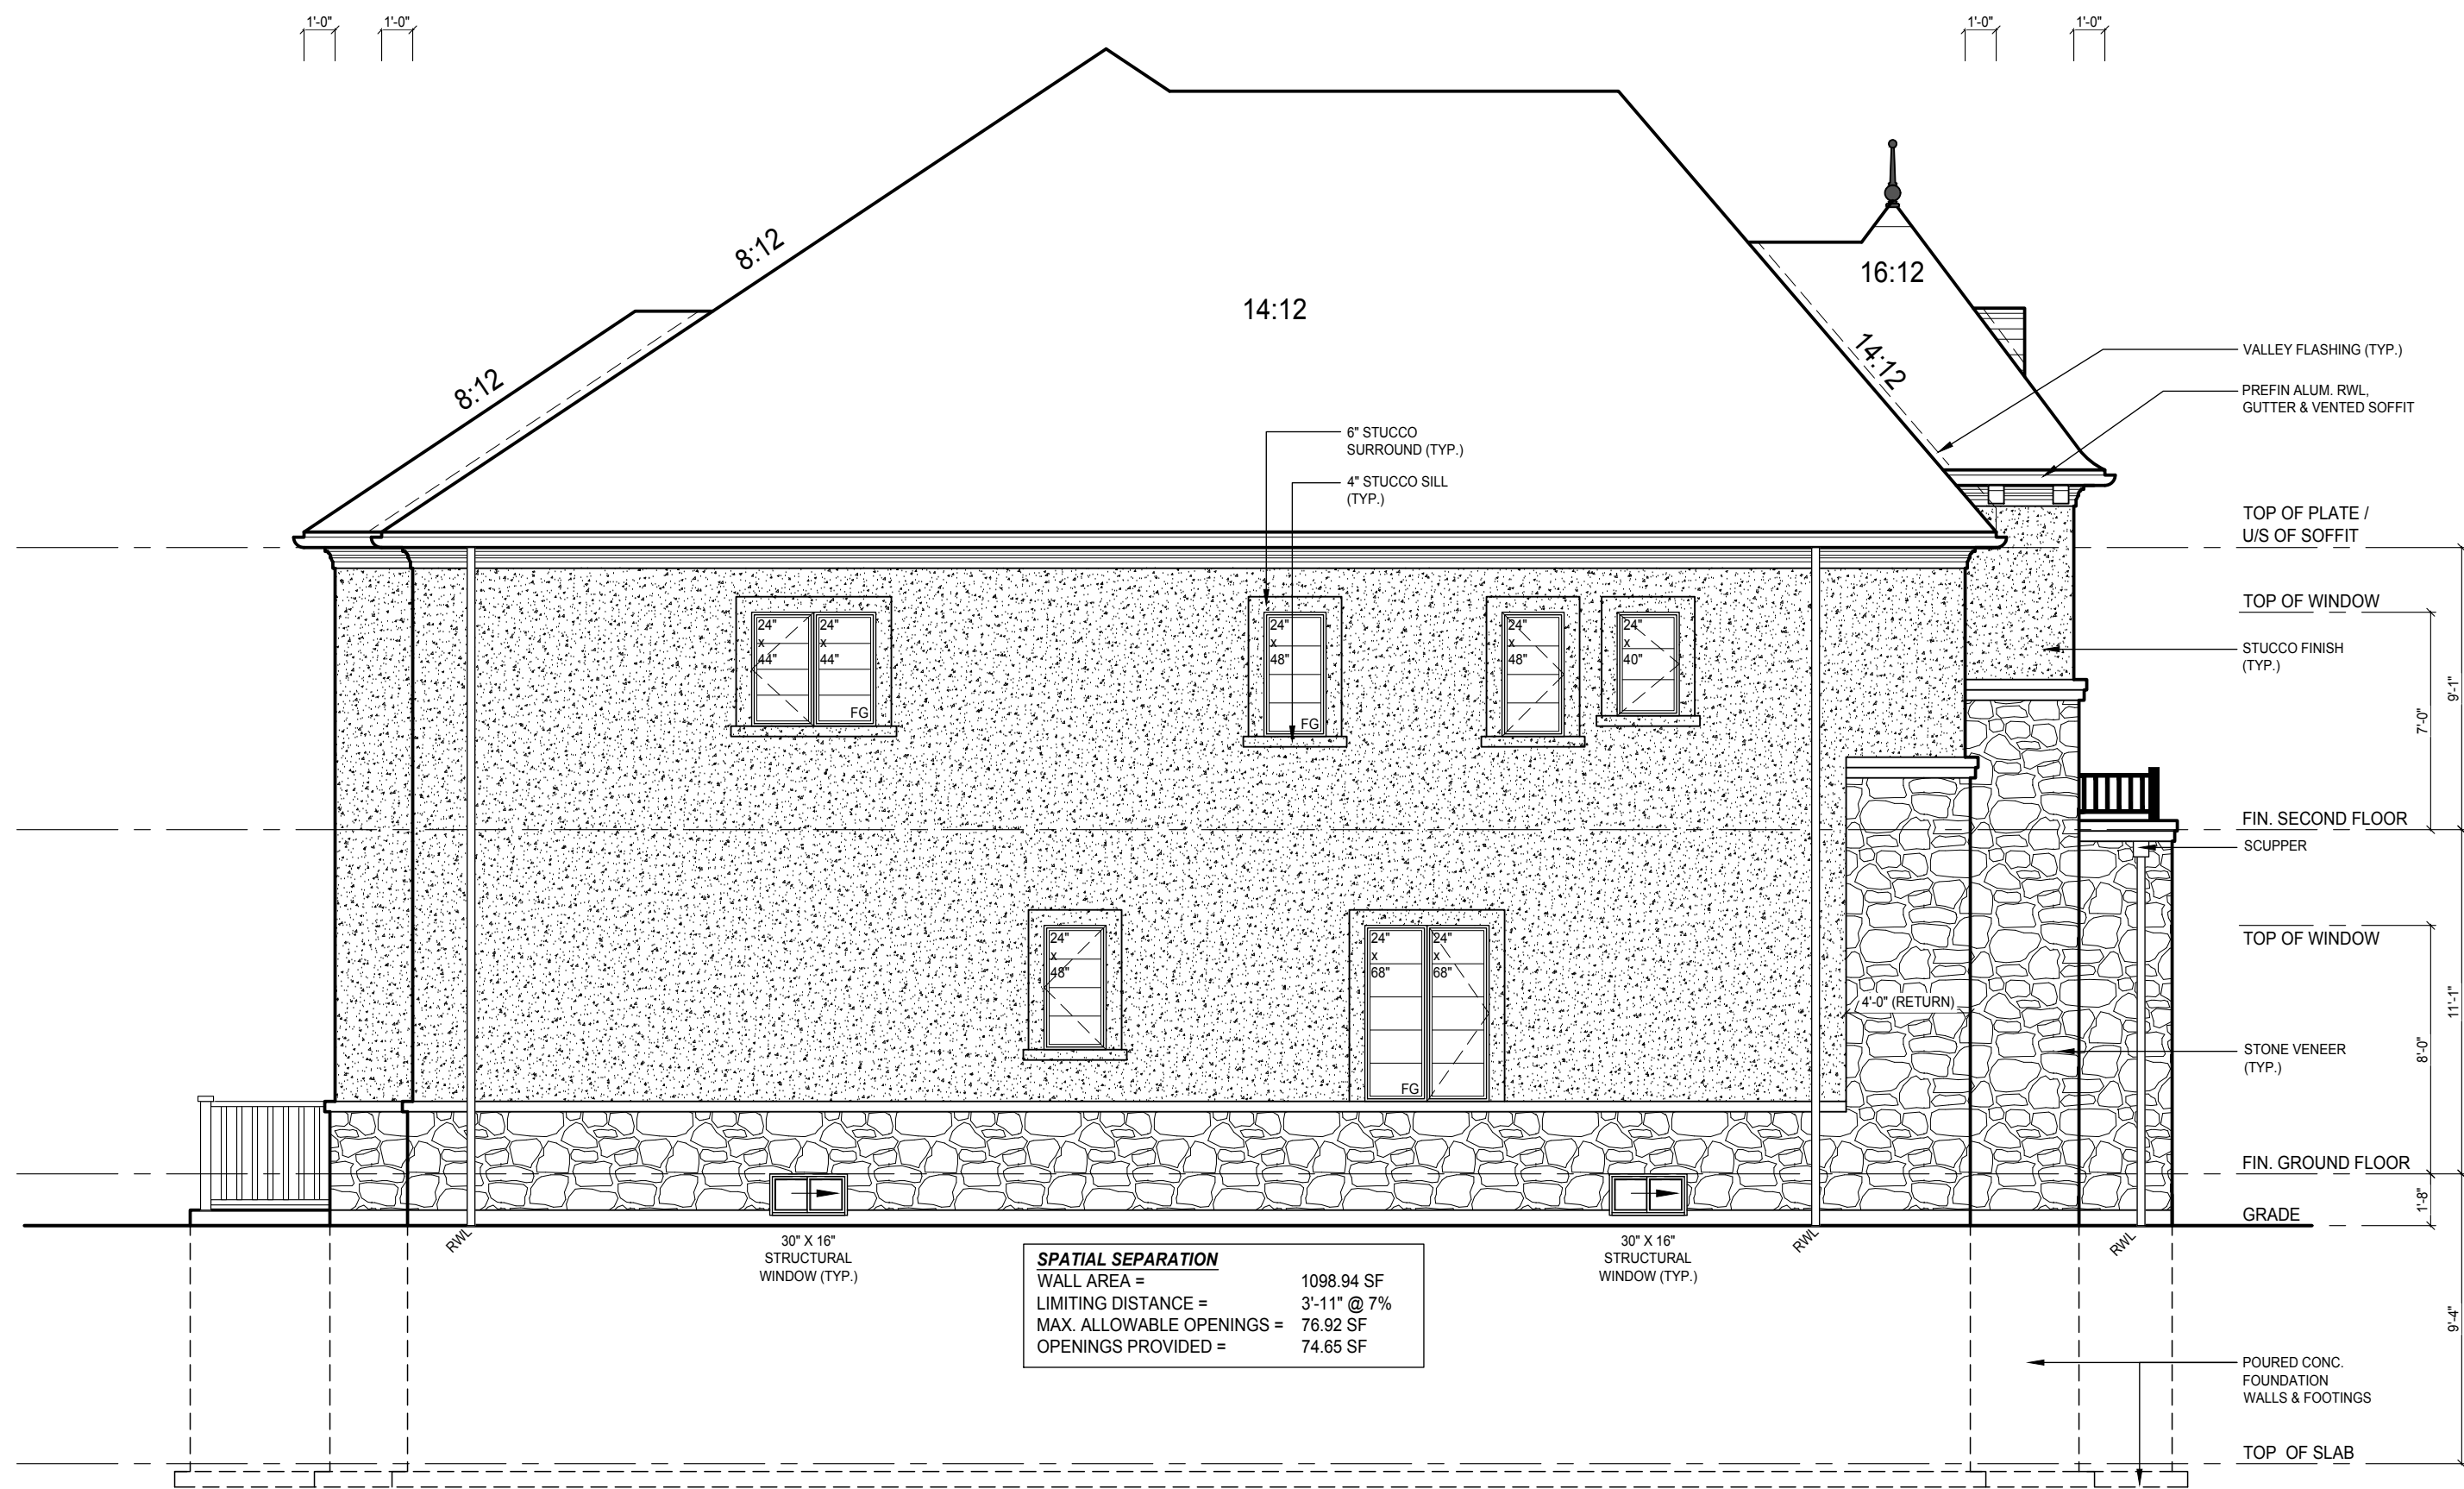 1'-0" 1'-0" 1'-0" 1'-0"
8:12
16:12
14:12
14:12
8:12
VALLEY FLASHING (TYP.)
PREFIN ALUM. RWL,
GUTTER & VENTED SOFFIT
6" STUCCO
SURROUND (TYP.)
4" STUCCO SILL
(TYP.)
TOP OF PLATE /
U/S OF SOFFIT
TOP OF WINDOW
24" 24" 24" 24" 24"
x x x x x
44" 44" 48" 48" 40"
FG FG
STUCCO FINISH
(TYP.)
9'-1"
7'-0"
FIN. SECOND FLOOR
SCUPPER
TOP OF WINDOW
24" 24" 24"
x x x
48" 68" 68"
FG
4'-0" (RETURN)
11'-1"
8'-0"
STONE VENEER
(TYP.)
FIN. GROUND FLOOR
1'-8"
GRADE
RWL RWL RWL
30" X 16"
STRUCTURAL
WINDOW (TYP.)
30" X 16"
STRUCTURAL
WINDOW (TYP.)
SPATIAL SEPARATION
WALL AREA = 1098.94 SF
LIMITING DISTANCE = 3'-11" @ 7%
MAX. ALLOWABLE OPENINGS = 76.92 SF
OPENINGS PROVIDED = 74.65 SF
9'-4"
POURED CONC.
FOUNDATION
WALLS & FOOTINGS
TOP OF SLAB